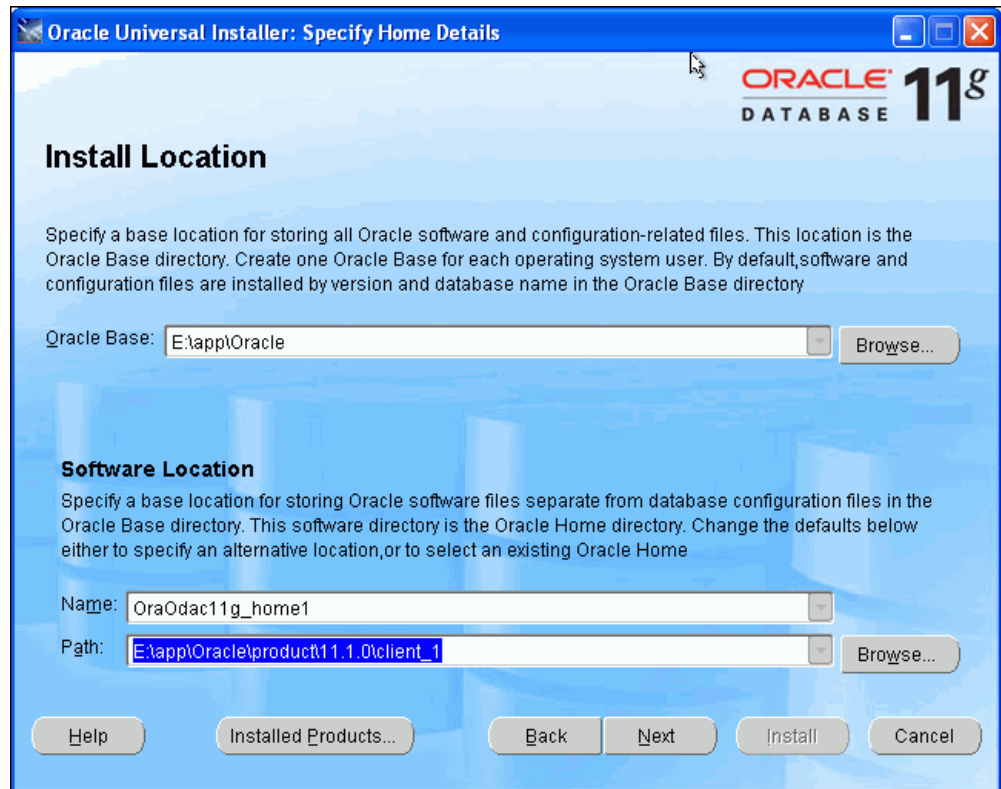 Oracle Universal Installer: Specify Home Details
ORACLE 11g
DATABASE
Install Location
Specify a base location for storing all Oracle software and configuration-related files. This location is the
Oracle Base directory. Create one Oracle Base for each operating system user. By default,software and
configuration files are installed by version and database name in the Oracle Base directory
Oracle Base: E:\app\Oracle Browse...
Software Location
Specify a base location for storing Oracle software files separate from database configuration files in the
Oracle Base directory. This software directory is the Oracle Home directory. Change the defaults below
either to specify an alternative location,or to select an existing Oracle Home
Name: OraOdac11g_home1
Path: E:\app\Oracle\product\11.1.0\client_1 Browse...
Help Installed Products... Back Next Install Cancel